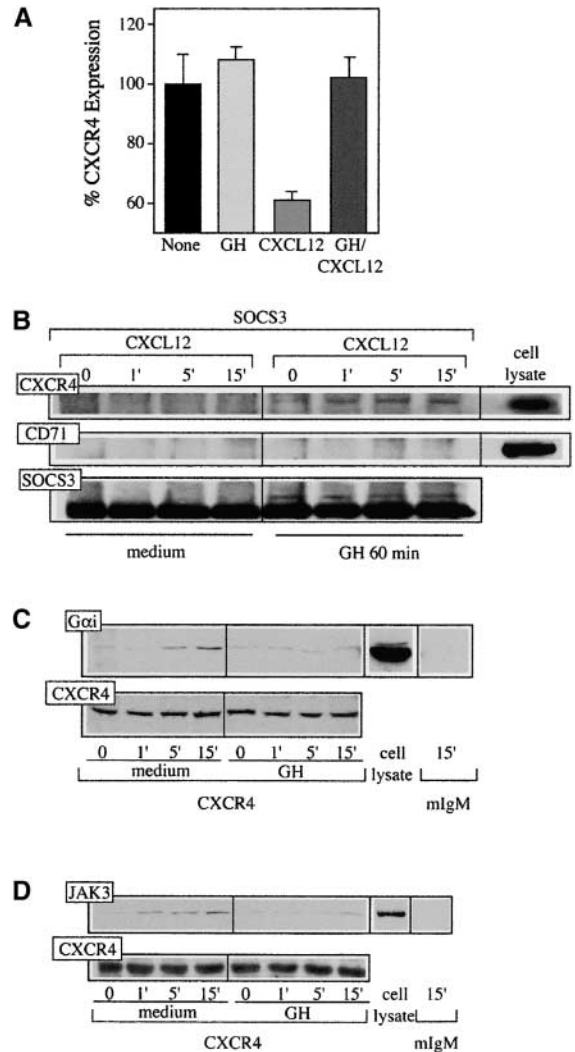 A
% CXCR4 Expression
120
100
80
60
None GH CXCL12 GH/
CXCL12
B
SOCS3
CXCL12 CXCL12
cell
lysate
0 1' 5' 15' 0 1' 5' 15'
CXCR4
CD71
SOCS3
medium GH 60 min
C
Gαi
CXCR4
0 1' 5' 15' 0 1' 5' 15' cell 15'
medium GH lysate
CXCR4 mIgM
D
JAK3
CXCR4
0 1' 5' 15' 0 1' 5' 15' cell 15'
medium GH lysate
CXCR4 mIgM